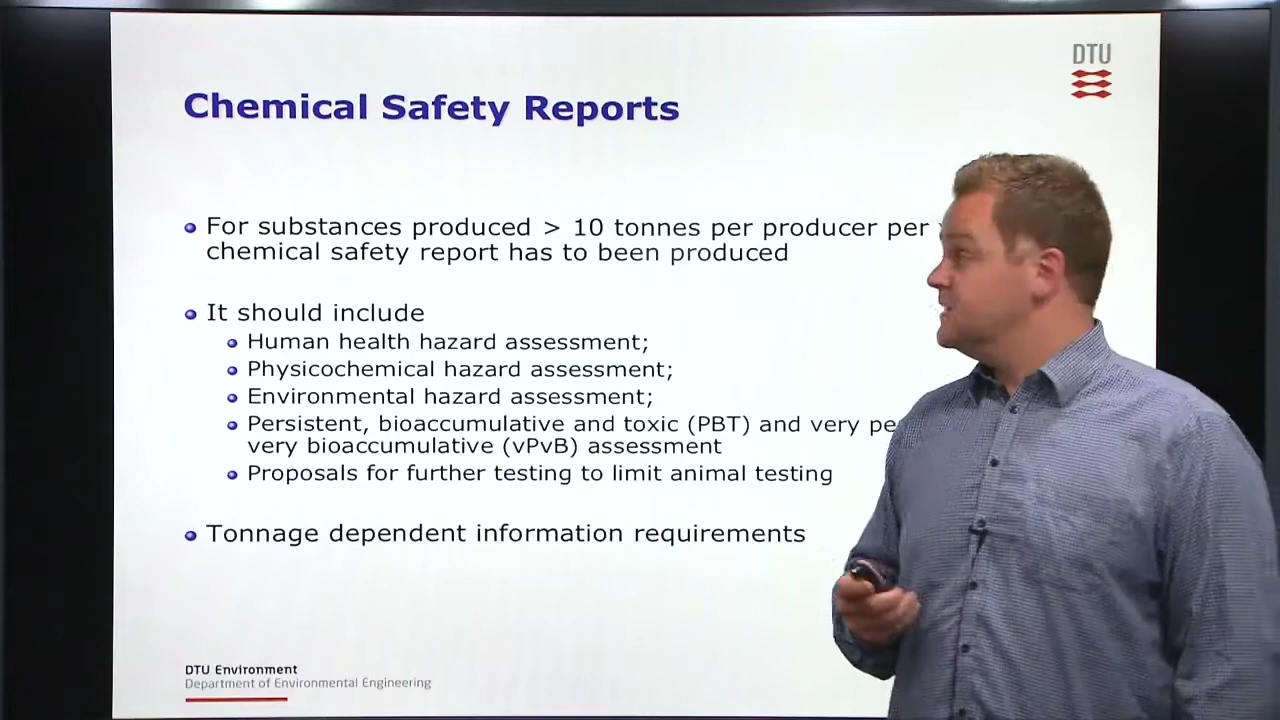 DTU
Chemical Safety Reports
For substances produced > 10 tonnes per producer per
chemical safety report has to been produced
It should include
Human health hazard assessment;
Physicochemical hazard assessment;
Environmental hazard assessment;
Persistent, bioaccumulative and toxic (PBT) and very
very bioaccumulative (vPvB) assessment
Proposals for further testing to limit animal testing
Tonnage dependent information requirements
DTU Environment
Department of Environmental Engineering